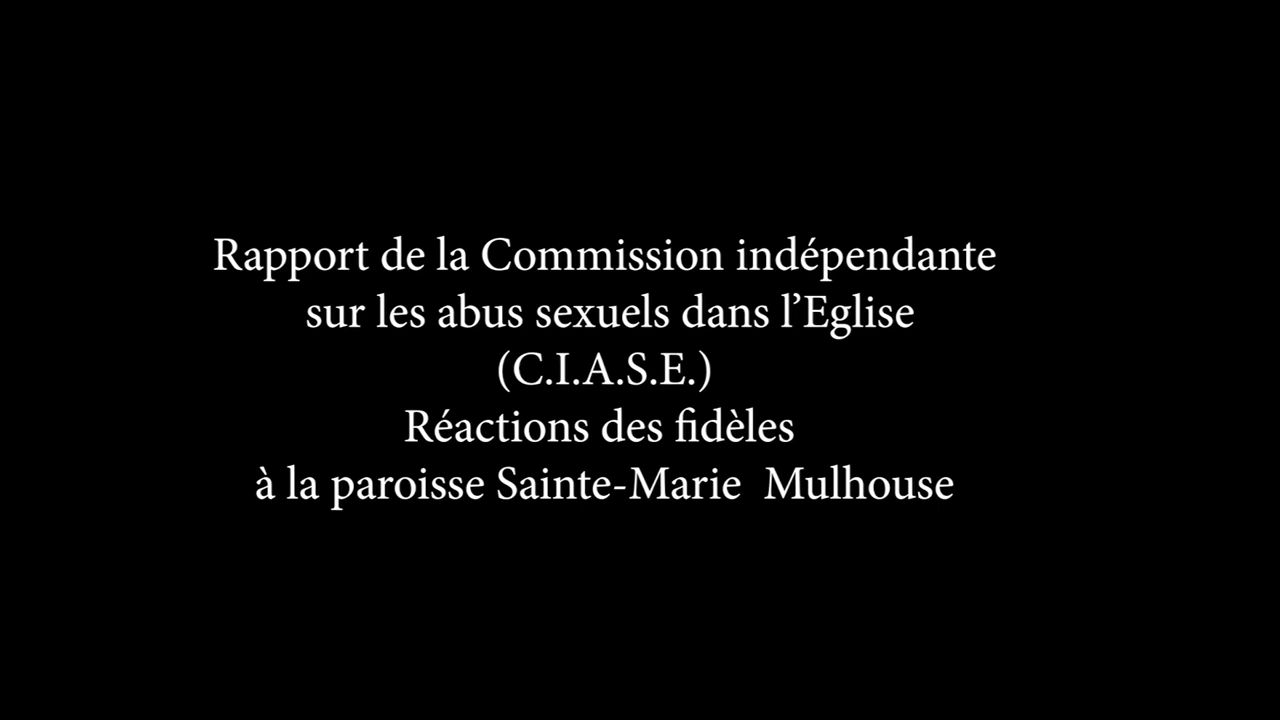 Rapport de la Commission indépendante
sur les abus sexuels dans l’Eglise
(C.I.A.S.E.)
Réactions des fidèles
à la paroisse Sainte-Marie  Mulhouse